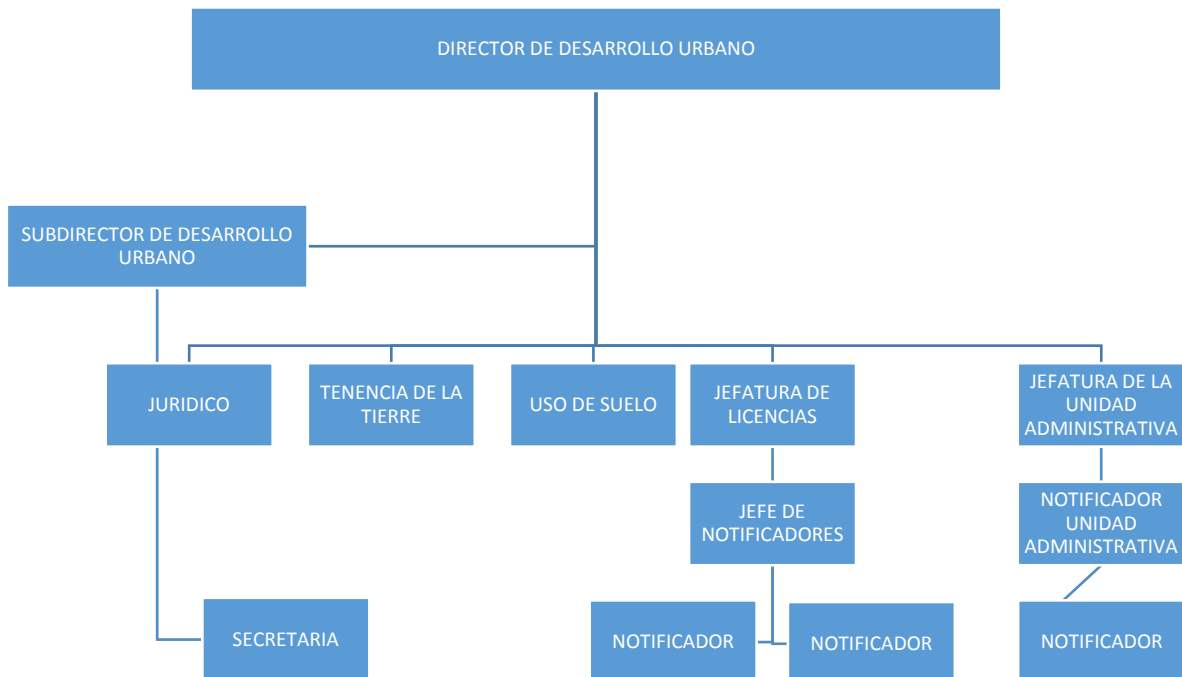 DIRECTOR DE DESARROLLO URBANO
SUBDIRECTOR DE DESARROLLO
URBANO
JURIDICO
TENENCIA DE LA
TIERRE
USO DE SUELO
JEFATURA DE
LICENCIAS
JEFATURA DE LA
UNIDAD
ADMINISTRATIVA
JEFE DE
NOTIFICADORES
NOTIFICADOR
UNIDAD
ADMINISTRATIVA
SECRETARIA
NOTIFICADOR
NOTIFICADOR
NOTIFICADOR